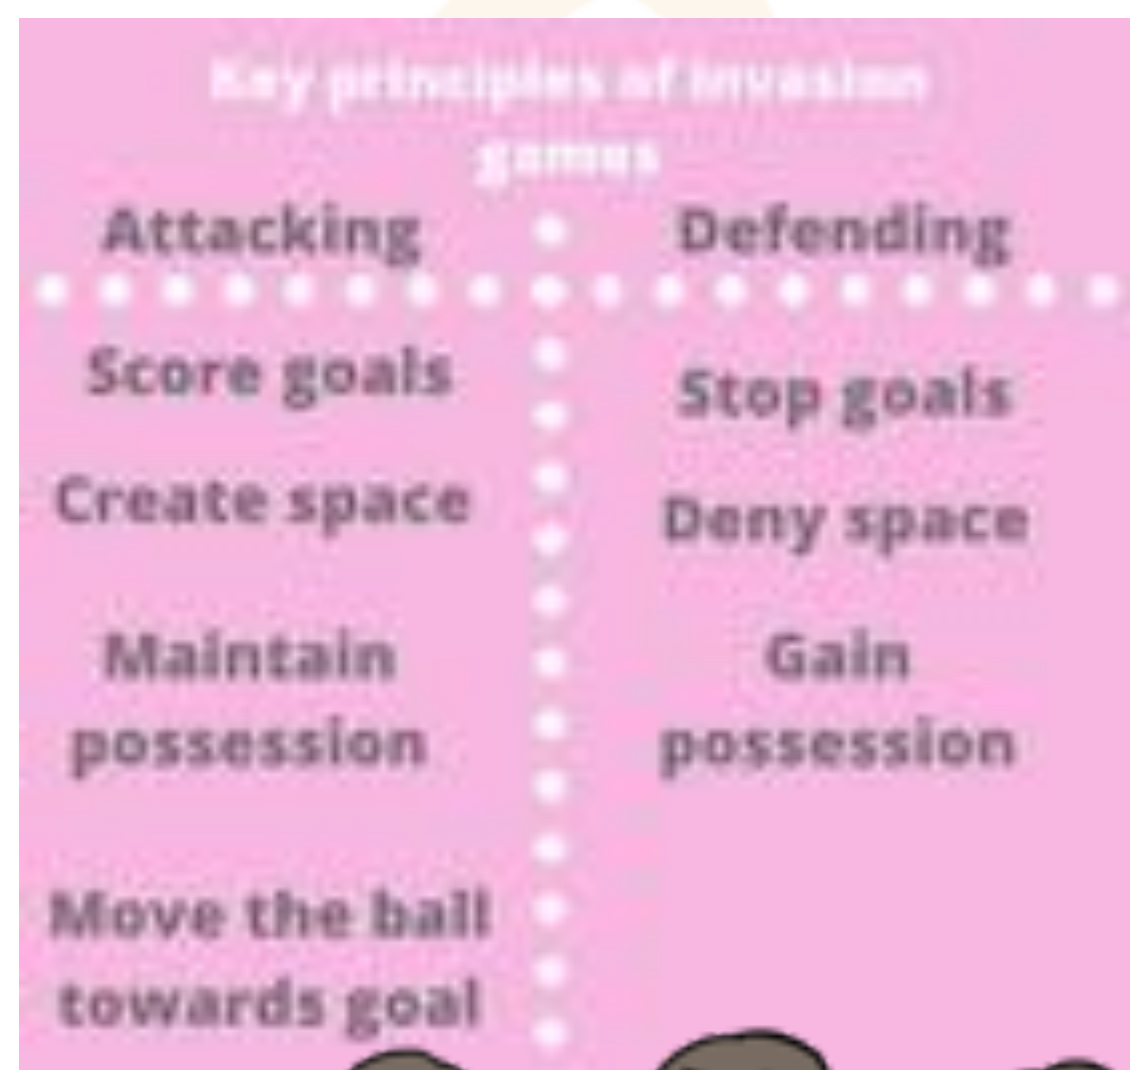 Key principles of invasion
games
Attacking
Defending
Score goals
Stop goals
Create space
Deny space
Maintain
possession
Gain
possession
Move the ball
towards goal